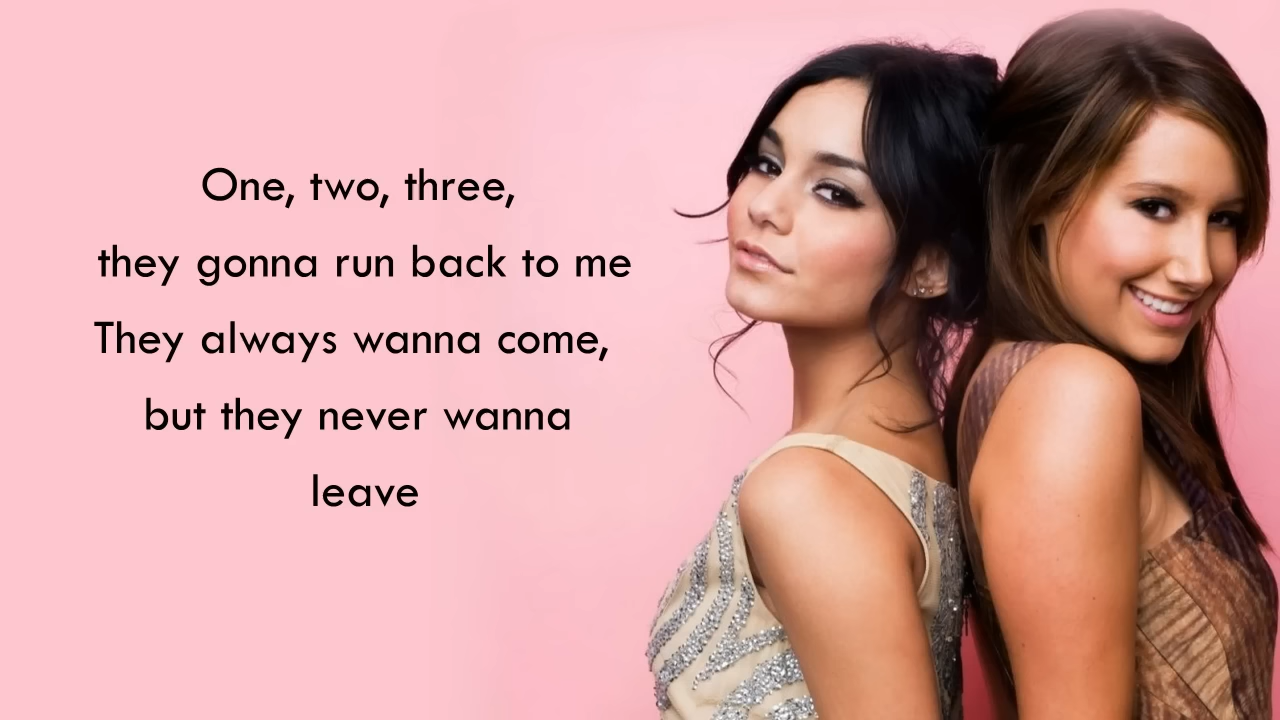 One, two, three,
they gonna run back to me
They always wanna come,
but they never wanna
leave